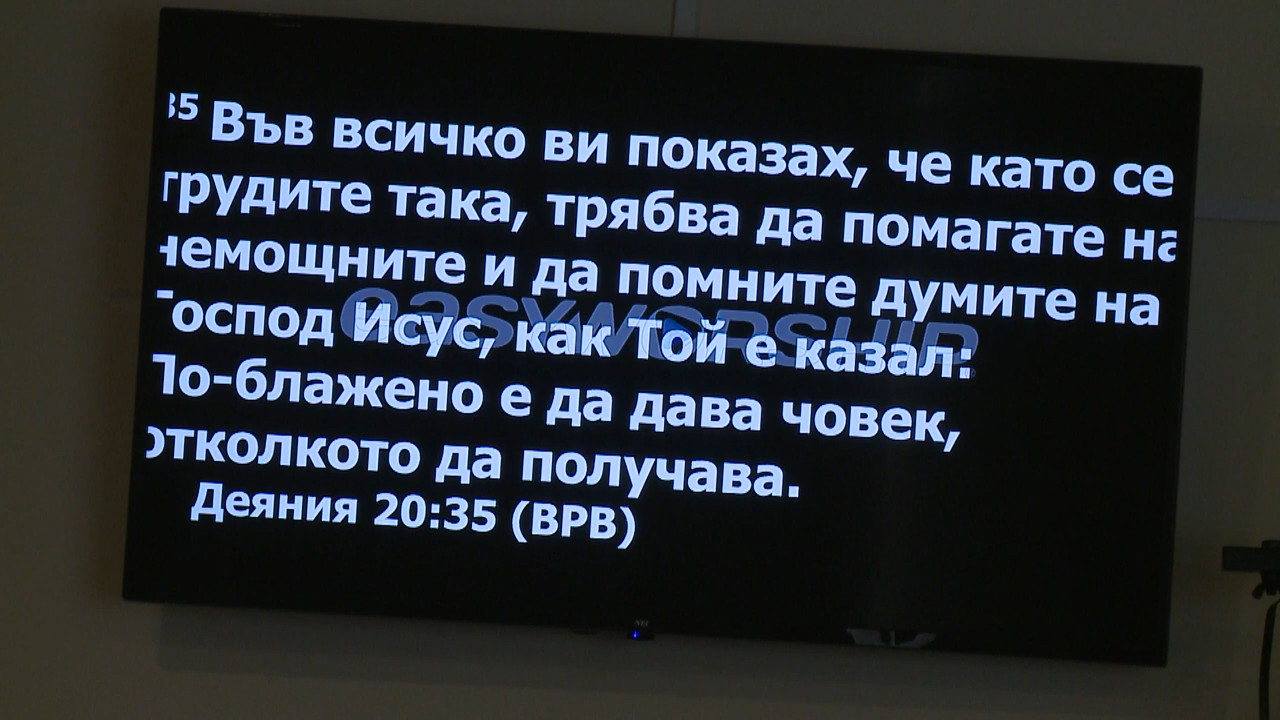 35 Във всичко ви показах, че като се
трудите така, трябва да помагате на
немощните и да помните думите на
Господ Исус, как Той е казал:
По-блажено е да дава човек,
отколкото да получава.
Деяния 20:35 (ВРВ)
easyworship